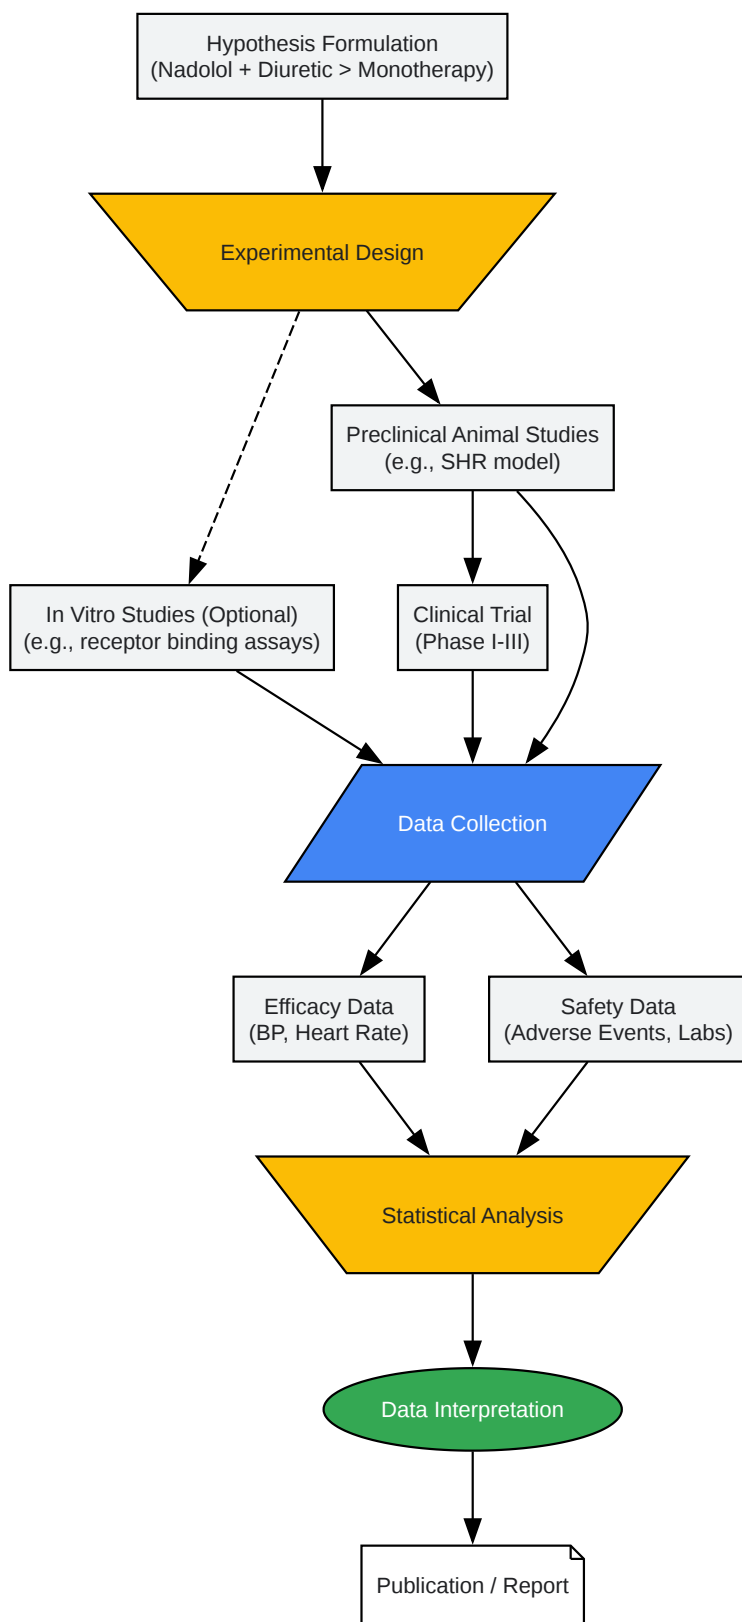 Hypothesis Formulation
(Nadolol + Diuretic > Monotherapy)
Experimental Design
Preclinical Animal Studies
(e.g., SHR model)
In Vitro Studies (Optional)
(e.g., receptor binding assays)
Clinical Trial
(Phase I-III)
Data Collection
Efficacy Data
(BP, Heart Rate)
Safety Data
(Adverse Events, Labs)
Statistical Analysis
Data Interpretation
Publication / Report